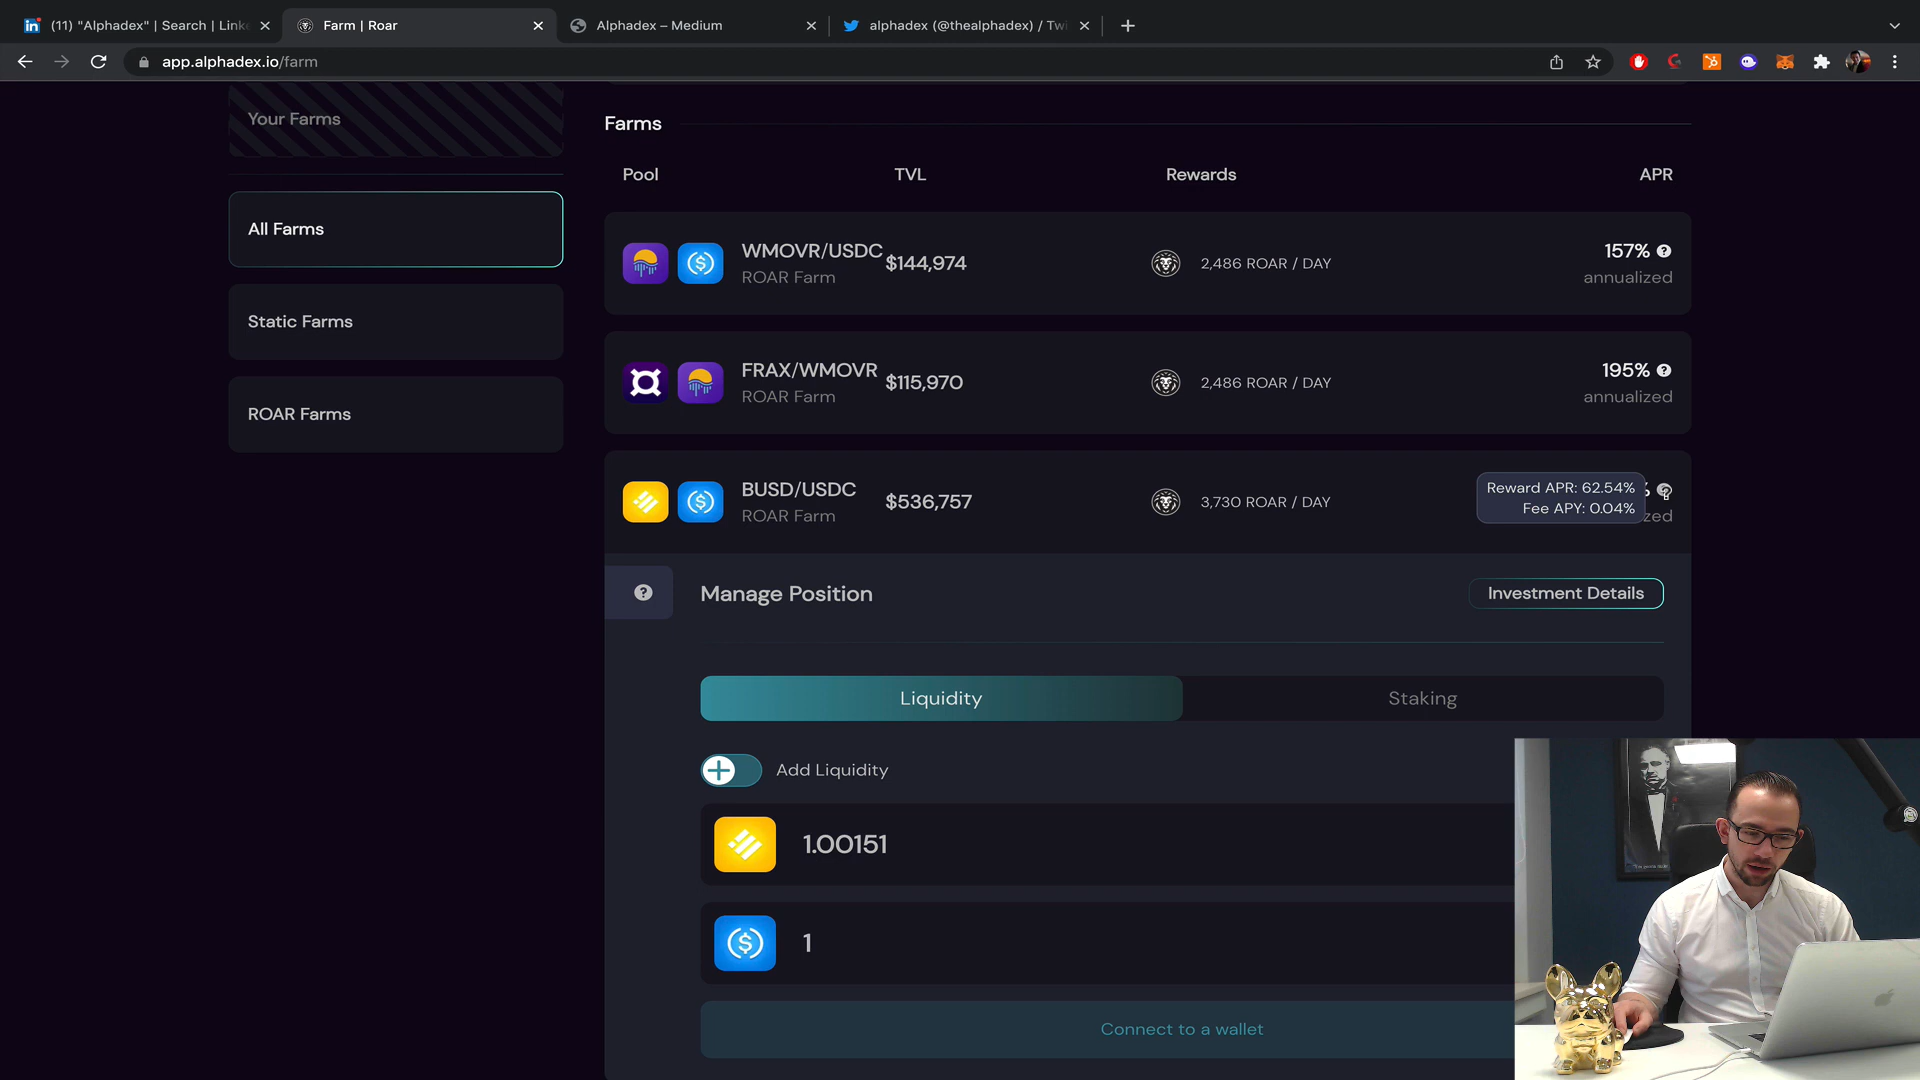 (11) "Alphadex" | Search | Linke
Farm | Roar
Alphadex – Medium
alphadex (@thealphadex) / Twi
app.alphadex.io/farm
Your Farms
All Farms
Static Farms
ROAR Farms
Farms
Pool TVL Rewards APR
WMOVR/USDC
ROAR Farm
$144,974
2,486 ROAR / DAY
157%
annualized
FRAX/WMOVR
ROAR Farm
$115,970
2,486 ROAR / DAY
195%
annualized
BUSD/USDC
ROAR Farm
$536,757
3,730 ROAR / DAY
Reward APR: 62.54%
Fee APY: 0.04%
%
zed
Manage Position
Investment Details
Liquidity
Staking
Add Liquidity
1.00151
1
Connect to a wallet